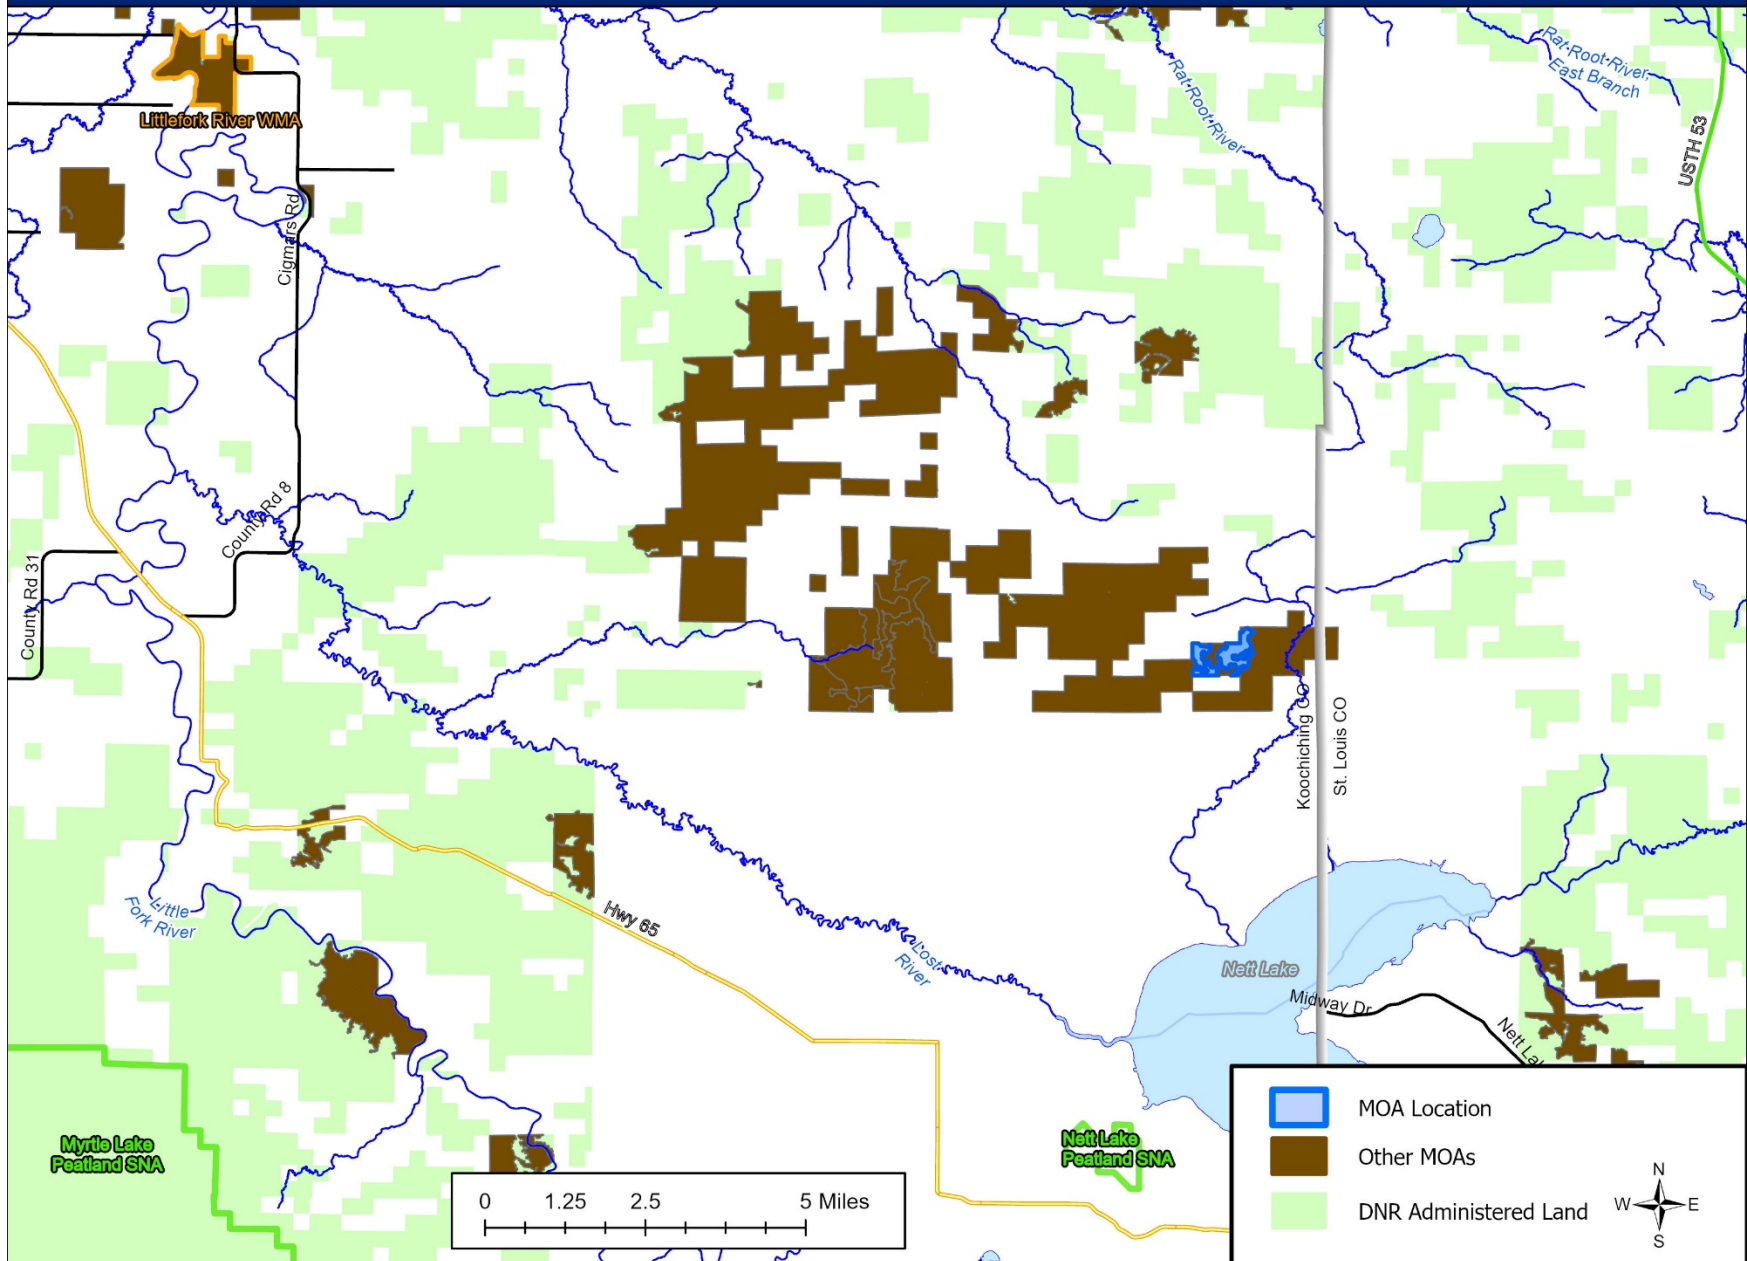 Rat Root River,
East Branch
Rat Root River
USTH 53
Littlefork River WMA
Cigmars Rd
County Rd 8
County Rd 31
Koochiching CO
St. Louis CO
Little
Fork River
Hwy 65
Lost
River
Nett Lake
Midway Dr
Nett Lak
Myrtle Lake
Peatland SNA
Nett Lake
Peatland SNA
0 1.25 2.5 5 Miles
MOA Location
Other MOAs
DNR Administered Land
N
W E
S